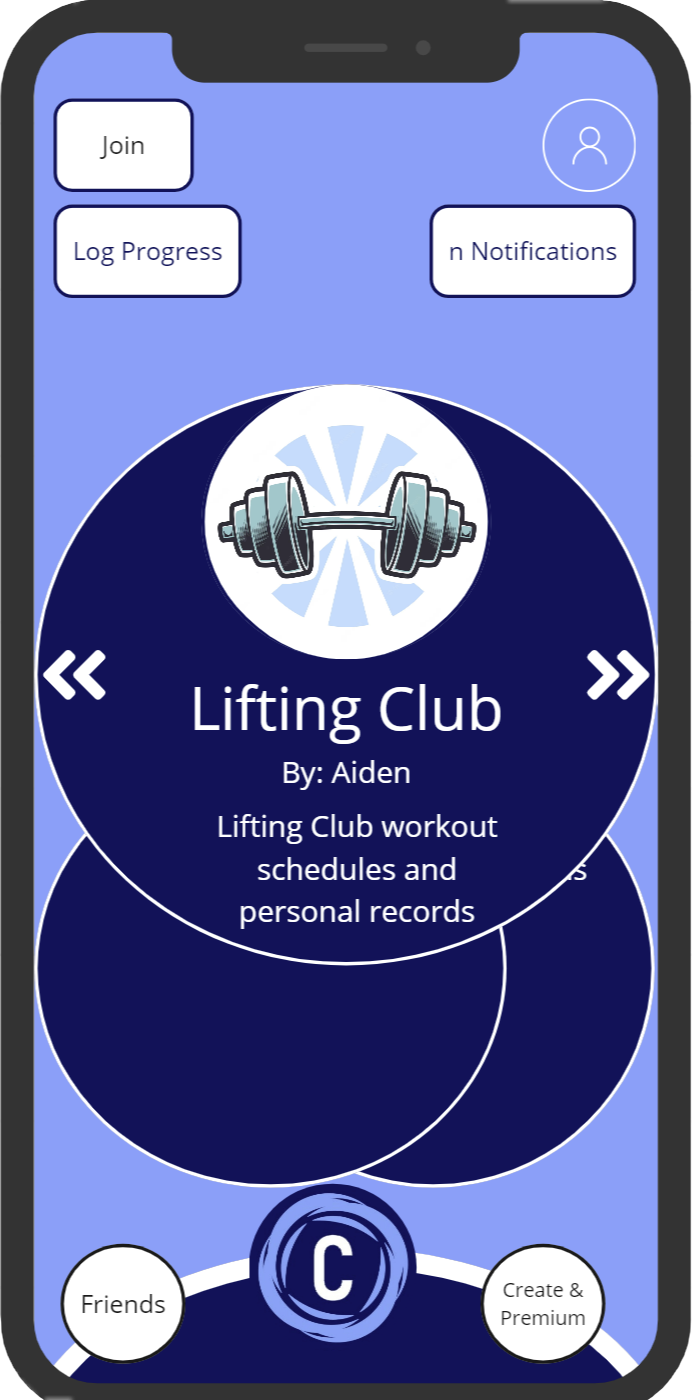 Join
Log Progress
n Notifications
Lifting Club
By: Aiden
Lifting Club workout
schedules and
personal records
C
Friends
Create &
Premium